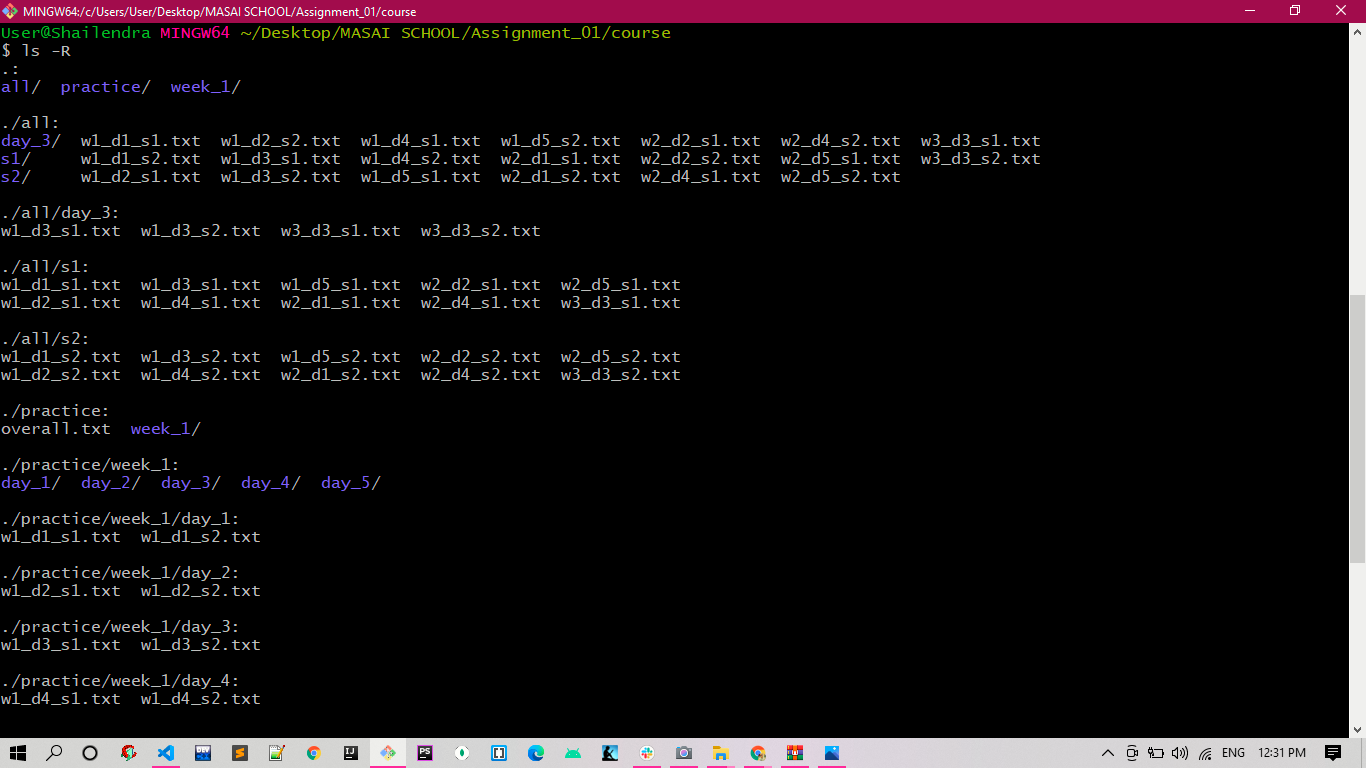 MINGW64:/c/Users/User/Desktop/MASAI SCHOOL/Assignment_01/course
User@Shailendra MINGW64 ~/Desktop/MASAI SCHOOL/Assignment_01/course
$ ls -R
.:
all/  practice/  week_1/
./all:
day_3/  w1_d1_s1.txt  w1_d2_s2.txt  w1_d4_s1.txt  w1_d5_s2.txt  w2_d2_s1.txt  w2_d4_s2.txt  w3_d3_s1.txt
s1/     w1_d1_s2.txt  w1_d3_s1.txt  w1_d4_s2.txt  w2_d1_s1.txt  w2_d2_s2.txt  w2_d5_s1.txt  w3_d3_s2.txt
s2/     w1_d2_s1.txt  w1_d3_s2.txt  w1_d5_s1.txt  w2_d1_s2.txt  w2_d4_s1.txt  w2_d5_s2.txt
./all/day_3:
w1_d3_s1.txt  w1_d3_s2.txt  w3_d3_s1.txt  w3_d3_s2.txt
./all/s1:
w1_d1_s1.txt  w1_d3_s1.txt  w1_d5_s1.txt  w2_d2_s1.txt  w2_d5_s1.txt
w1_d2_s1.txt  w1_d4_s1.txt  w2_d1_s1.txt  w2_d4_s1.txt  w3_d3_s1.txt
./all/s2:
w1_d1_s2.txt  w1_d3_s2.txt  w1_d5_s2.txt  w2_d2_s2.txt  w2_d5_s2.txt
w1_d2_s2.txt  w1_d4_s2.txt  w2_d1_s2.txt  w2_d4_s2.txt  w3_d3_s2.txt
./practice:
overall.txt  week_1/
./practice/week_1:
day_1/  day_2/  day_3/  day_4/  day_5/
./practice/week_1/day_1:
w1_d1_s1.txt  w1_d1_s2.txt
./practice/week_1/day_2:
w1_d2_s1.txt  w1_d2_s2.txt
./practice/week_1/day_3:
w1_d3_s1.txt  w1_d3_s2.txt
./practice/week_1/day_4:
w1_d4_s1.txt  w1_d4_s2.txt
DEV IJ PS ENG 12:31 PM